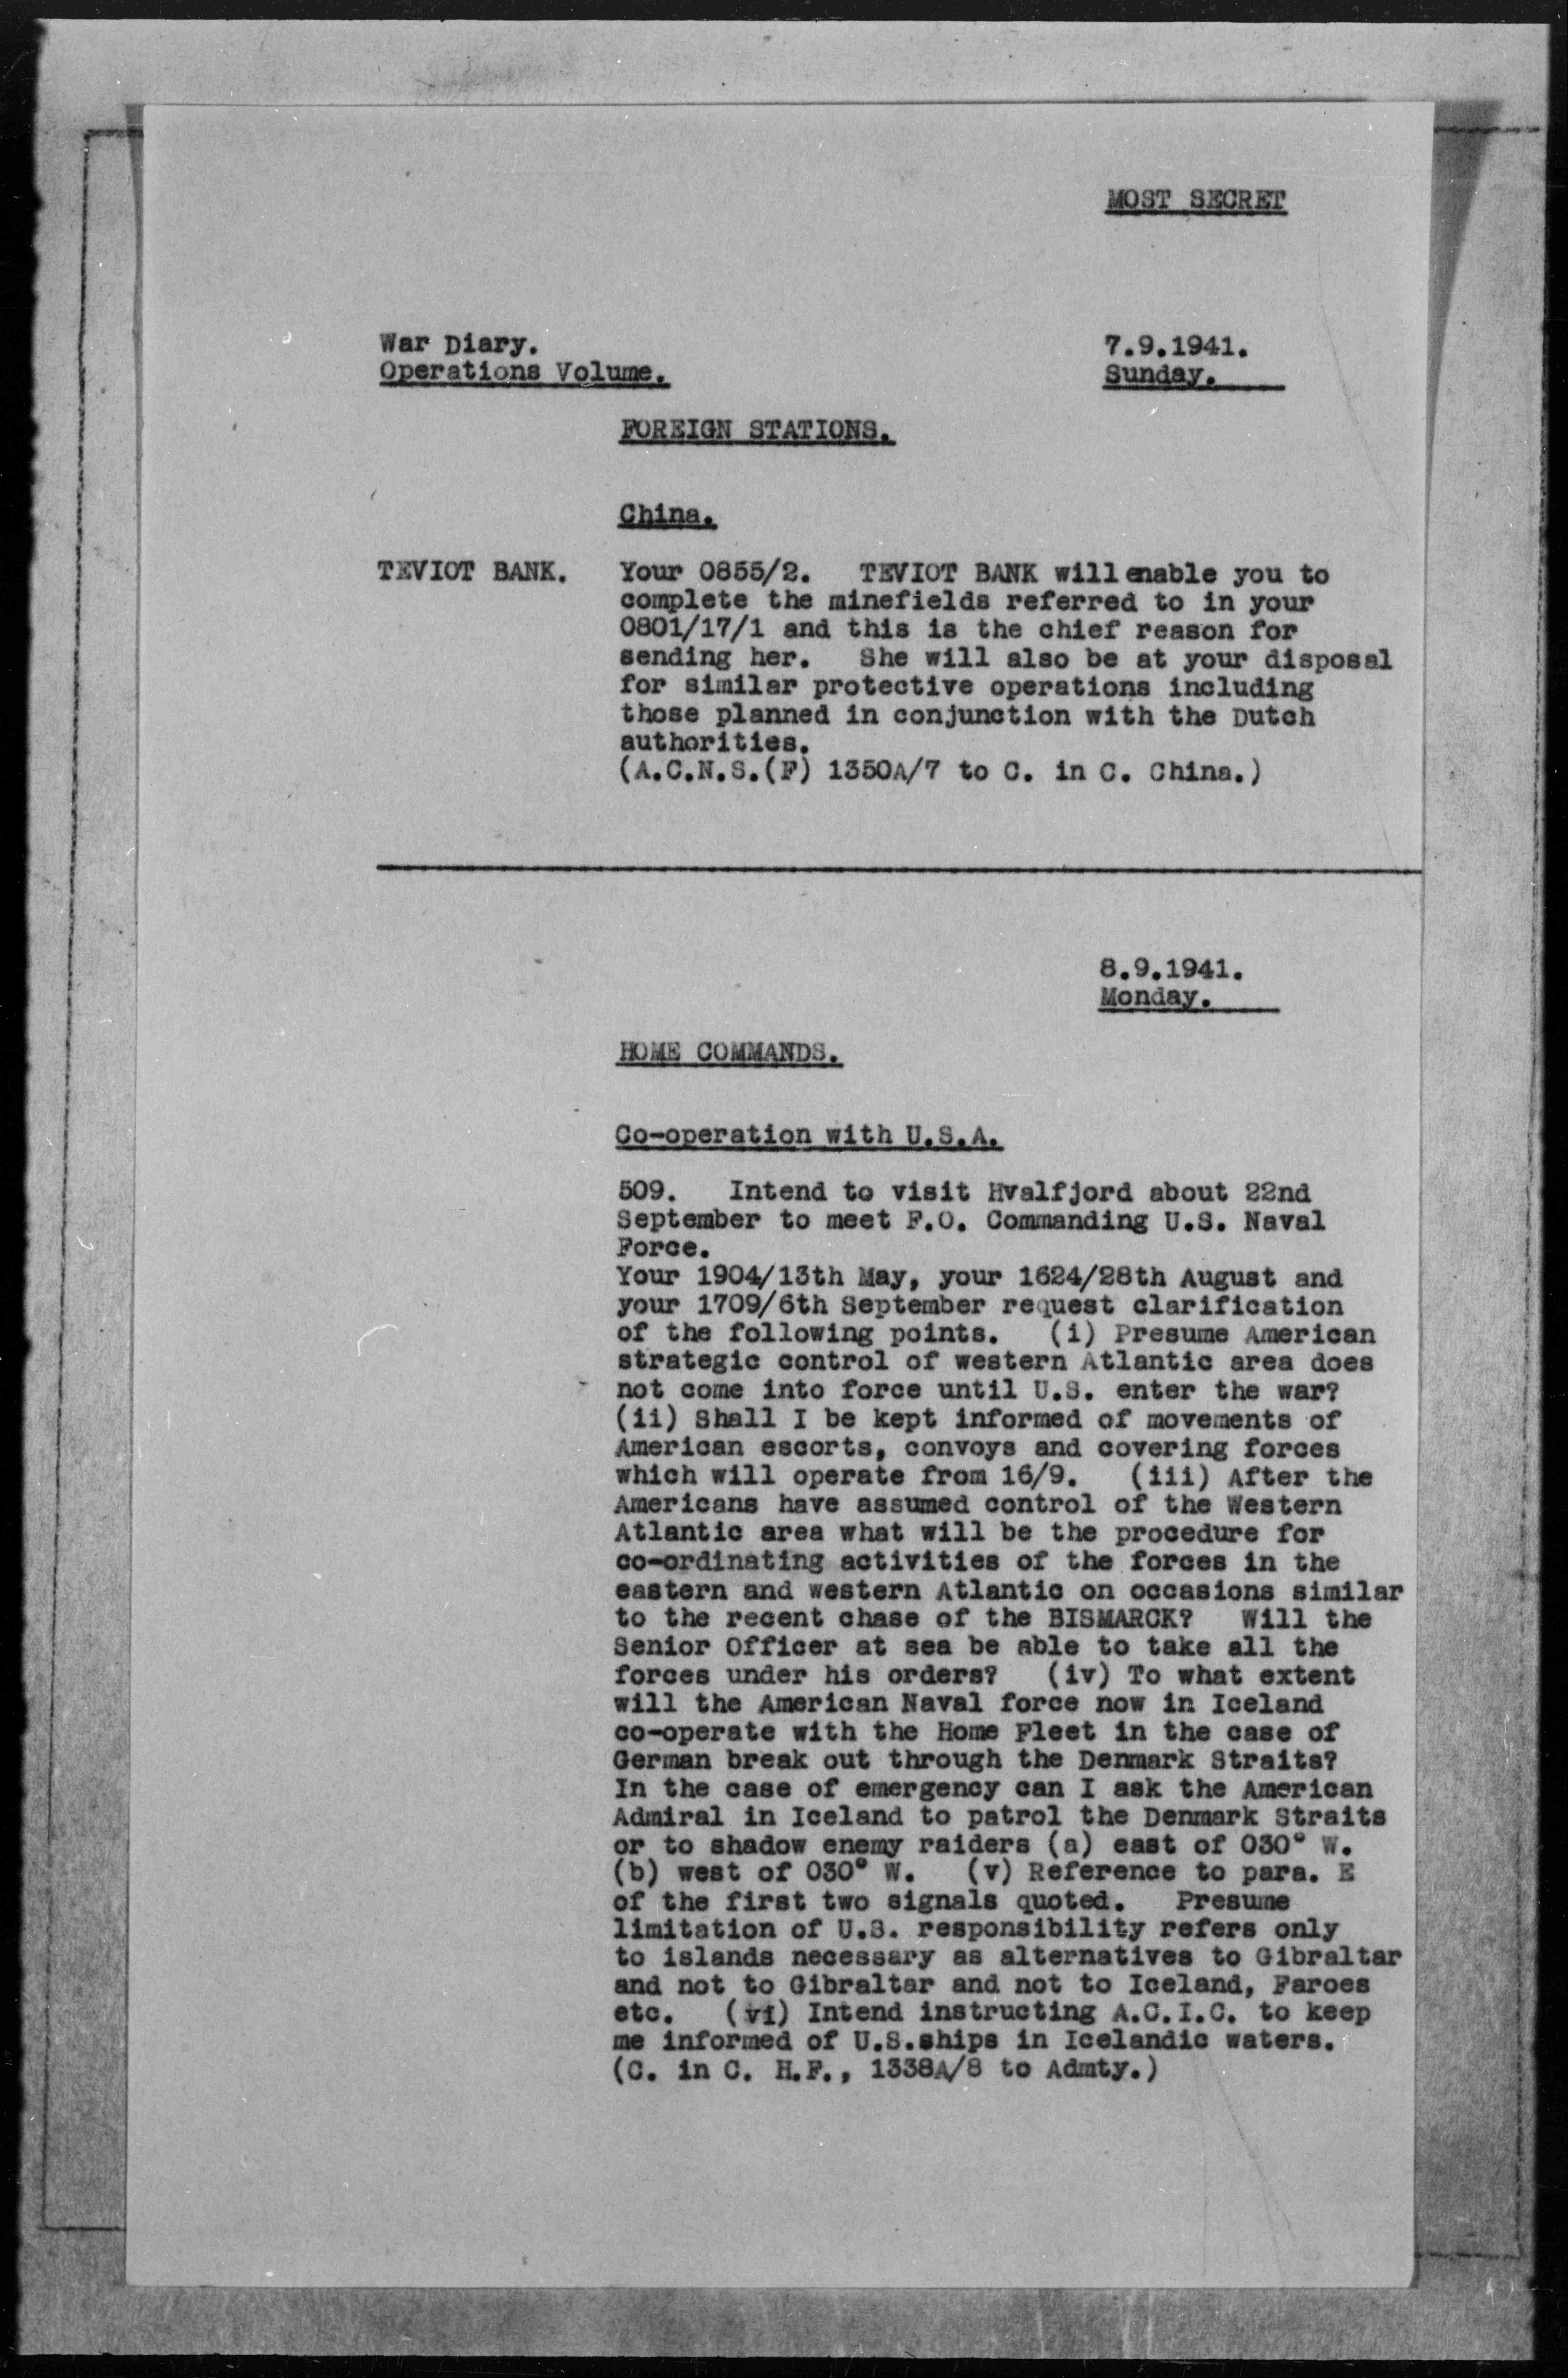 MOST SECRET
War Diary.
Operations Volume.
7.9.1941.
Sunday.
FOREIGN STATIONS.
China.
TEVIOT BANK.
Your 0855/2. TEVIOT BANK will enable you to
complete the minefields referred to in your
0801/17/1 and this is the chief reason for
sending her. She will also be at your disposal
for similar protective operations including
those planned in conjunction with the Dutch
authorities.
(A.C.N.S.(F) 1350A/7 to C. in C. China.)
8.9.1941.
Monday.
HOME COMMANDS.
Co-operation with U.S.A.
509. Intend to visit Hvalfjord about 22nd
September to meet F.O. Commanding U.S. Naval
Force.
Your 1904/13th May, your 1624/28th August and
your 1709/6th September request clarification
of the following points. (i) Presume American
strategic control of western Atlantic area does
not come into force until U.S. enter the war?
(ii) Shall I be kept informed of movements of
American escorts, convoys and covering forces
which will operate from 16/9. (iii) After the
Americans have assumed control of the Western
Atlantic area what will be the procedure for
co-ordinating activities of the forces in the
eastern and western Atlantic on occasions similar
to the recent chase of the BISMARCK? Will the
Senior Officer at sea be able to take all the
forces under his orders? (iv) To what extent
will the American Naval force now in Iceland
co-operate with the Home Fleet in the case of
German break out through the Denmark Straits?
In the case of emergency can I ask the American
Admiral in Iceland to patrol the Denmark Straits
or to shadow enemy raiders (a) east of 030° W.
(b) west of 030° W. (v) Reference to para. E
of the first two signals quoted. Presume
limitation of U.S. responsibility refers only
to islands necessary as alternatives to Gibraltar
and not to Gibraltar and not to Iceland, Faroes
etc. (vi) Intend instructing A.C.I.C. to keep
me informed of U.S.ships in Icelandic waters.
(C. in C. H.F., 1338A/8 to Admty.)